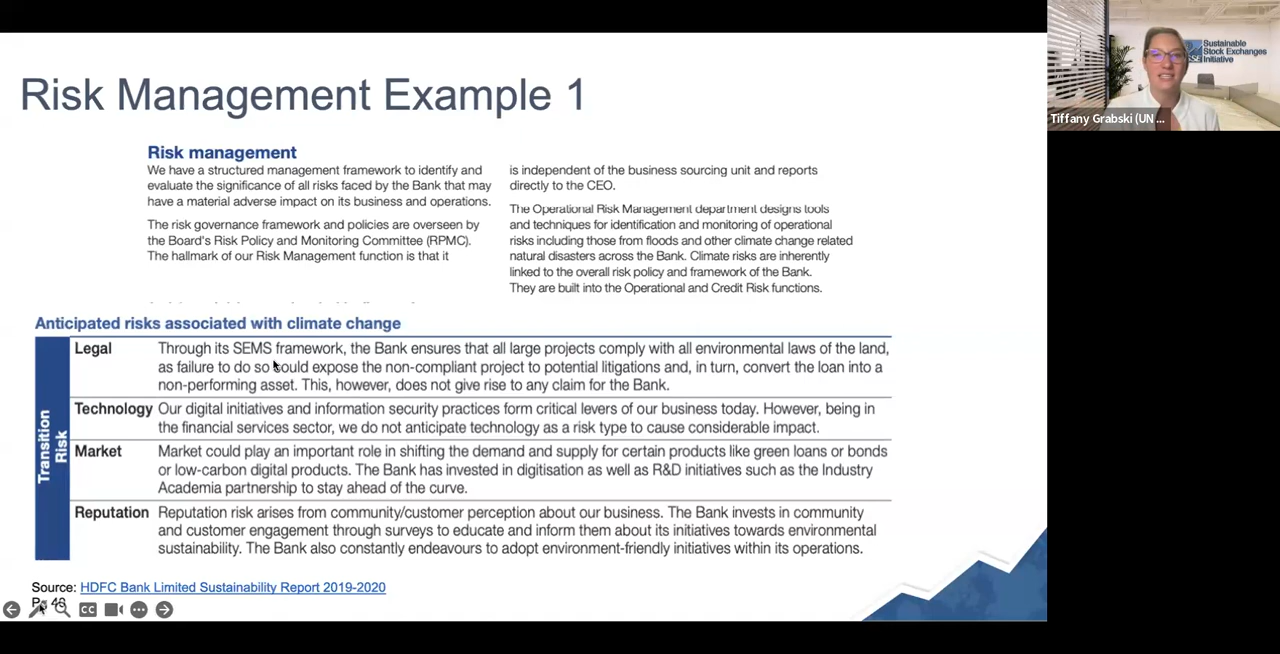 Risk Management Example 1
Risk management
We have a structured management framework to identify and
evaluate the significance of all risks faced by the Bank that may
have a material adverse impact on its business and operations.
The risk governance framework and policies are overseen by
the Board's Risk Policy and Monitoring Committee (RPMC).
The hallmark of our Risk Management function is that it
is independent of the business sourcing unit and reports
directly to the CEO.
The Operational Risk Management department designs tools
and techniques for identification and monitoring of operational
risks including those from floods and other climate change related
natural disasters across the Bank. Climate risks are inherently
linked to the overall risk policy and framework of the Bank.
They are built into the Operational and Credit Risk functions.
Anticipated risks associated with climate change
Transition
Risk
Legal
Through its SEMS framework, the Bank ensures that all large projects comply with all environmental laws of the land,
as failure to do so could expose the non-compliant project to potential litigations and, in turn, convert the loan into a
non-performing asset. This, however, does not give rise to any claim for the Bank.
Technology
Our digital initiatives and information security practices form critical levers of our business today. However, being in
the financial services sector, we do not anticipate technology as a risk type to cause considerable impact.
Market
Market could play an important role in shifting the demand and supply for certain products like green loans or bonds
or low-carbon digital products. The Bank has invested in digitisation as well as R&D initiatives such as the Industry
Academia partnership to stay ahead of the curve.
Reputation
Reputation risk arises from community/customer perception about our business. The Bank invests in community
and customer engagement through surveys to educate and inform them about its initiatives towards environmental
sustainability. The Bank also constantly endeavours to adopt environment-friendly initiatives within its operations.
Source: HDFC Bank Limited Sustainability Report 2019-2020
48
CC
Sustainable
Stock Exchanges
Initiative
Tiffany Grabski (UN ...